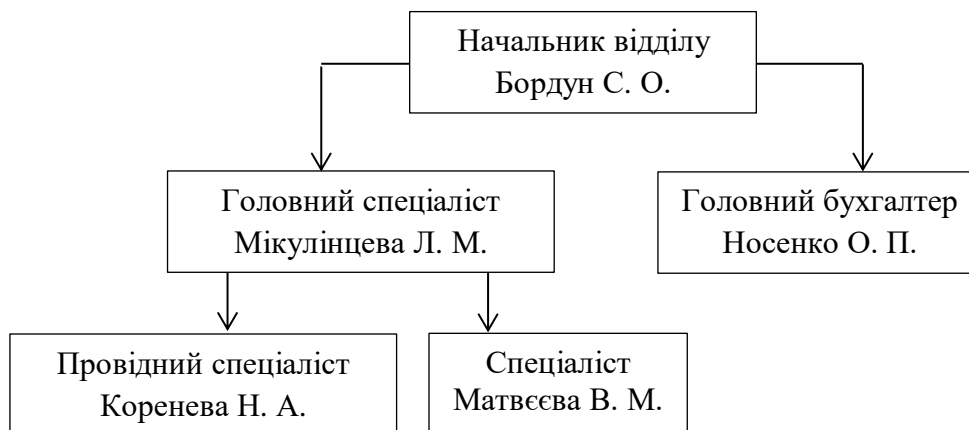 Начальник відділу
Бордун С. О.
Головний спеціаліст
Мікулінцева Л. М.
Головний бухгалтер
Носенко О. П.
Провідний спеціаліст
Коренева Н. А.
Спеціаліст
Матвєєва В. М.